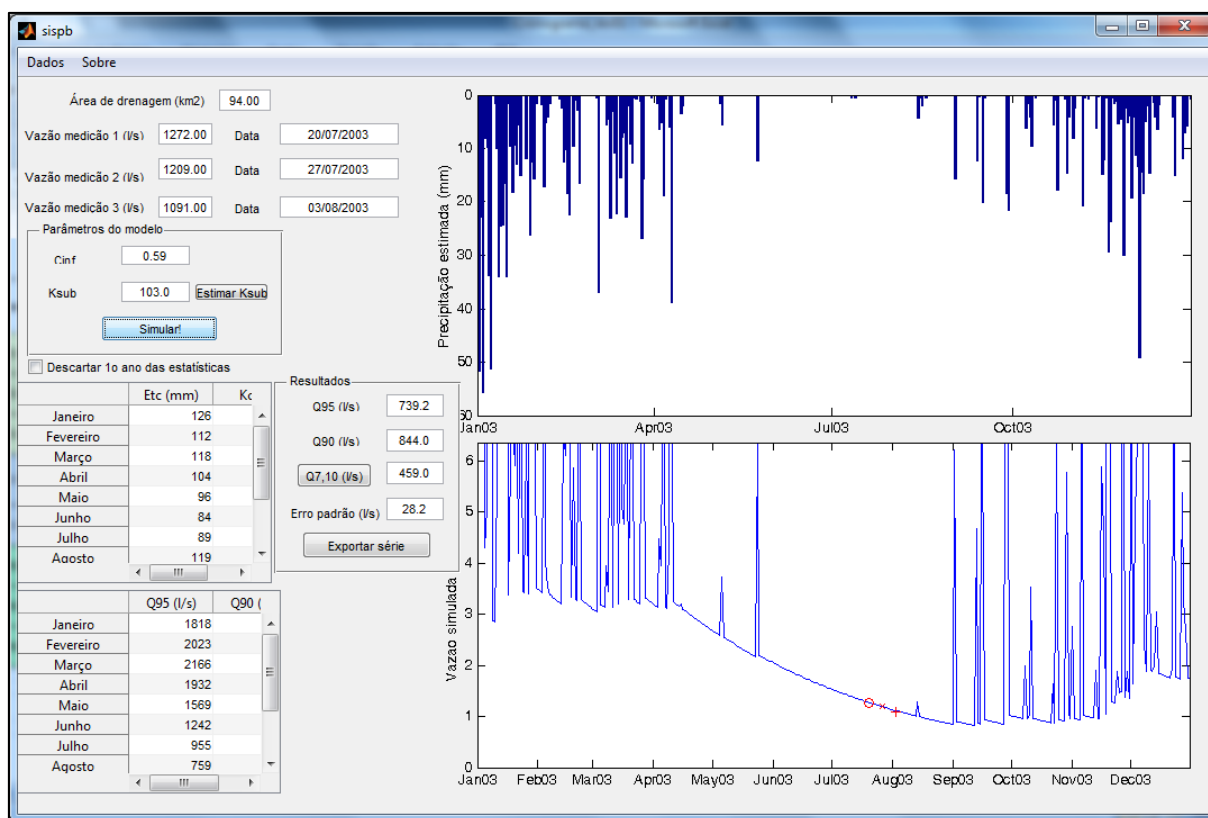 sispb
Dados Sobre
Área de drenagem (km2) 94.00
Vazão medição 1 (l/s) 1272.00 Data 20/07/2003
Vazão medição 2 (l/s) 1209.00 Data 27/07/2003
Vazão medição 3 (l/s) 1091.00 Data 03/08/2003
Parâmetros do modelo
Cinf 0.59
Ksub 103.0 Estimar Ksub
Simular!
Descartar 1o ano das estatísticas
Etc (mm) Kc
Janeiro 126
Fevereiro 112
Março 118
Abril 104
Maio 96
Junho 84
Julho 89
Agosto 119
Resultados
Q95 (l/s) 739.2
Q90 (l/s) 844.0
Q7,10 (l/s) 459.0
Erro padrão (l/s) 28.2
Exportar série
Q95 (l/s) Q90 (
Janeiro 1818
Fevereiro 2023
Março 2166
Abril 1932
Maio 1569
Junho 1242
Julho 955
Agosto 759
Precipitação estimada (mm)
0
10
20
30
40
50
60
Jan03 Apr03 Jul03 Oct03
Vazao simulada
6
5
4
3
2
1
0
Jan03 Feb03 Mar03 Apr03 May03 Jun03 Jul03 Aug03 Sep03 Oct03 Nov03 Dec03